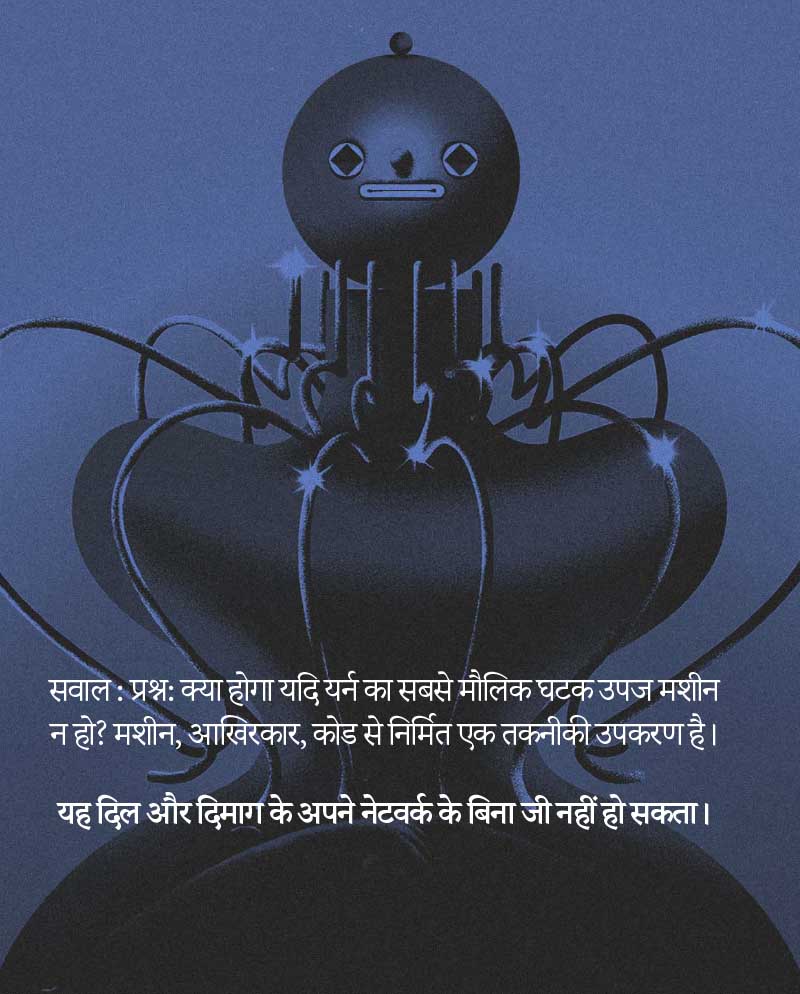 सवाल : प्रश्न: क्या होगा यदि यर्न का सबसे मौलिक घटक उपज मशीन
न हो? मशीन, आखिरकार, कोड से निर्मित एक तकनीकी उपकरण है।
यह दिल और दिमाग के अपने नेटवर्क के बिना जी नहीं हो सकता।